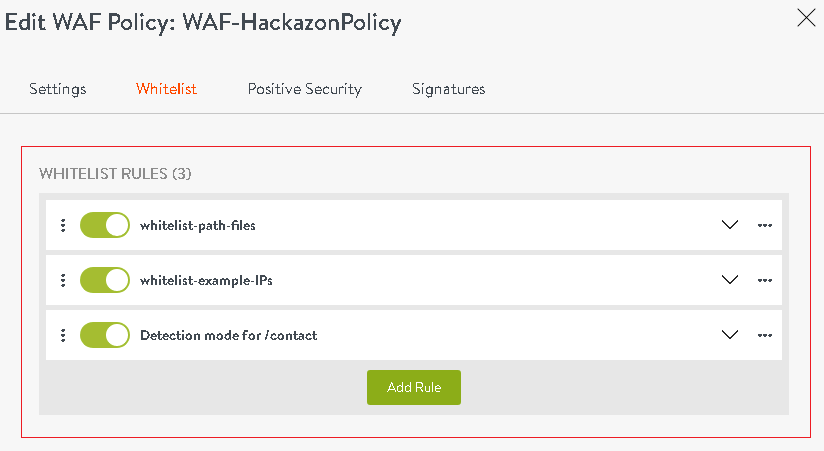 Edit WAF Policy: WAF-HackazonPolicy
Settings Whitelist Positive Security Signatures
WHITELIST RULES (3)
whitelist-path-files
whitelist-example-IPs
Detection mode for /contact
Add Rule